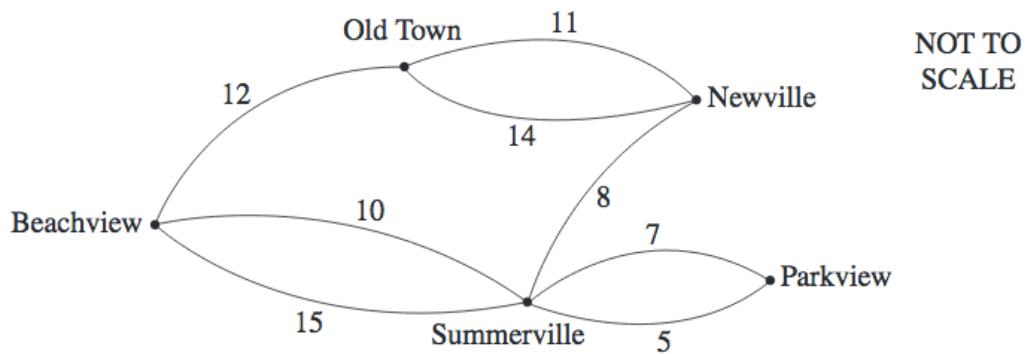 11
Old Town
NOT TO
SCALE
12
Newville
14
8
10
Beachview
7
Parkview
15
Summerville
5